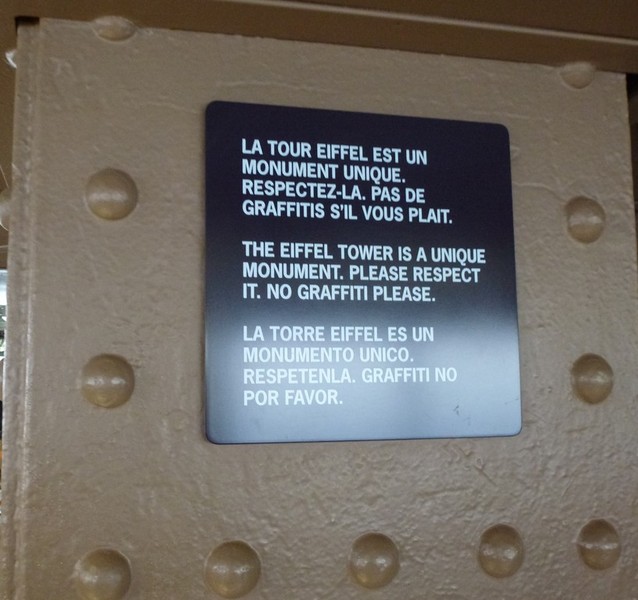 LA TOUR EIFFEL EST UN
MONUMENT UNIQUE.
RESPECTEZ-LA. PAS DE
GRAFFITIS S'IL VOUS PLAIT.
THE EIFFEL TOWER IS A UNIQUE
MONUMENT. PLEASE RESPECT
IT. NO GRAFFITI PLEASE.
LA TORRE EIFFEL ES UN
MONUMENTO UNICO.
RESPETENLA. GRAFFITI NO
POR FAVOR.